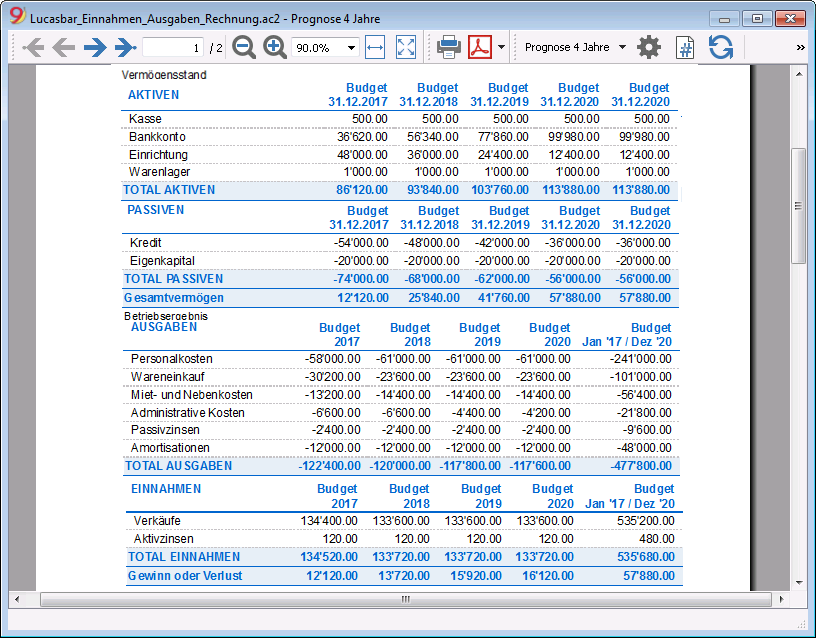 Lucasbar_Einnahmen_Ausgaben_Rechnung.ac2 - Prognose 4 Jahre
1 / 2 90.0% Prognose 4 Jahre # »
Vermögensstand
AKTIVEN Budget 31.12.2017 Budget 31.12.2018 Budget 31.12.2019 Budget 31.12.2020 Budget 31.12.2020
Kasse 500.00 500.00 500.00 500.00 500.00
Bankkonto 36'620.00 56'340.00 77'860.00 99'980.00 99'980.00
Einrichtung 48'000.00 36'000.00 24'400.00 12'400.00 12'400.00
Warenlager 1'000.00 1'000.00 1'000.00 1'000.00 1'000.00
TOTAL AKTIVEN 86'120.00 93'840.00 103'760.00 113'880.00 113'880.00
PASSIVEN Budget 31.12.2017 Budget 31.12.2018 Budget 31.12.2019 Budget 31.12.2020 Budget 31.12.2020
Kredit -54'000.00 -48'000.00 -42'000.00 -36'000.00 -36'000.00
Eigenkapital -20'000.00 -20'000.00 -20'000.00 -20'000.00 -20'000.00
TOTAL PASSIVEN -74'000.00 -68'000.00 -62'000.00 -56'000.00 -56'000.00
Gesamtvermögen 12'120.00 25'840.00 41'760.00 57'880.00 57'880.00
Betriebsergebnis
AUSGABEN Budget 2017 Budget 2018 Budget 2019 Budget 2020 Budget Jan '17 / Dez '20
Personalkosten -58'000.00 -61'000.00 -61'000.00 -61'000.00 -241'000.00
Wareneinkauf -30'200.00 -23'600.00 -23'600.00 -23'600.00 -101'000.00
Miet- und Nebenkosten -13'200.00 -14'400.00 -14'400.00 -14'400.00 -56'400.00
Administrative Kosten -6'600.00 -6'600.00 -4'400.00 -4'200.00 -21'800.00
Passivzinsen -2'400.00 -2'400.00 -2'400.00 -2'400.00 -9'600.00
Amortisationen -12'000.00 -12'000.00 -12'000.00 -12'000.00 -48'000.00
TOTAL AUSGABEN -122'400.00 -120'000.00 -117'800.00 -117'600.00 -477'800.00
EINNAHMEN Budget 2017 Budget 2018 Budget 2019 Budget 2020 Budget Jan '17 / Dez '20
Verkäufe 134'400.00 133'600.00 133'600.00 133'600.00 535'200.00
Aktivzinsen 120.00 120.00 120.00 120.00 480.00
TOTAL EINNAHMEN 134'520.00 133'720.00 133'720.00 133'720.00 535'680.00
Gewinn oder Verlust 12'120.00 13'720.00 15'920.00 16'120.00 57'880.00